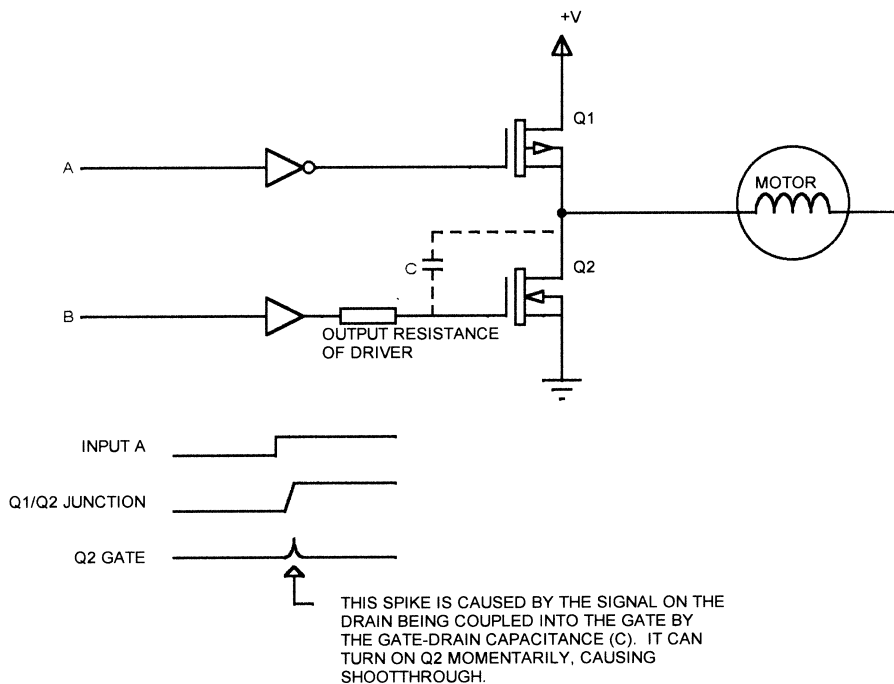 +V
Q1
A
MOTOR
C
Q2
B
OUTPUT RESISTANCE
OF DRIVER
INPUT A
Q1/Q2 JUNCTION
Q2 GATE
THIS SPIKE IS CAUSED BY THE SIGNAL ON THE
DRAIN BEING COUPLED INTO THE GATE BY
THE GATE-DRAIN CAPACITANCE (C). IT CAN
TURN ON Q2 MOMENTARILY, CAUSING
SHOOTTHROUGH.